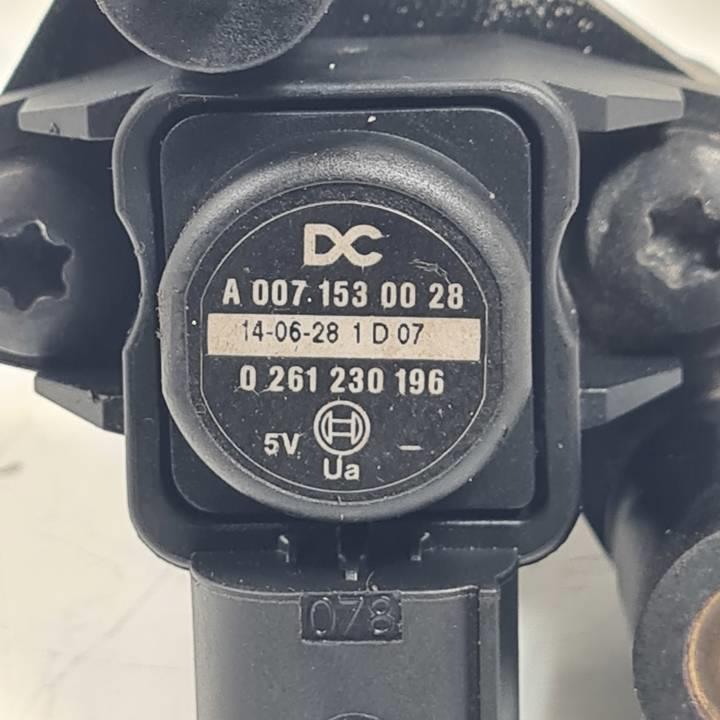 DC
A 007 153 00 28
14-06-28 1 D 07
0 261 230 196
5V –
Ua
078